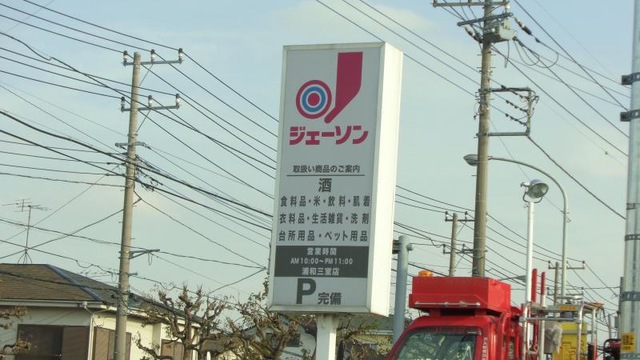 ジェーソン
取扱い商品のご案内
酒
食料品・米・飲料・肌着
衣料品・生活雑貨・洗剤
台所用品・ペット用品
営業時間
AM10:00～PM11:00
浦和三室店
P完備